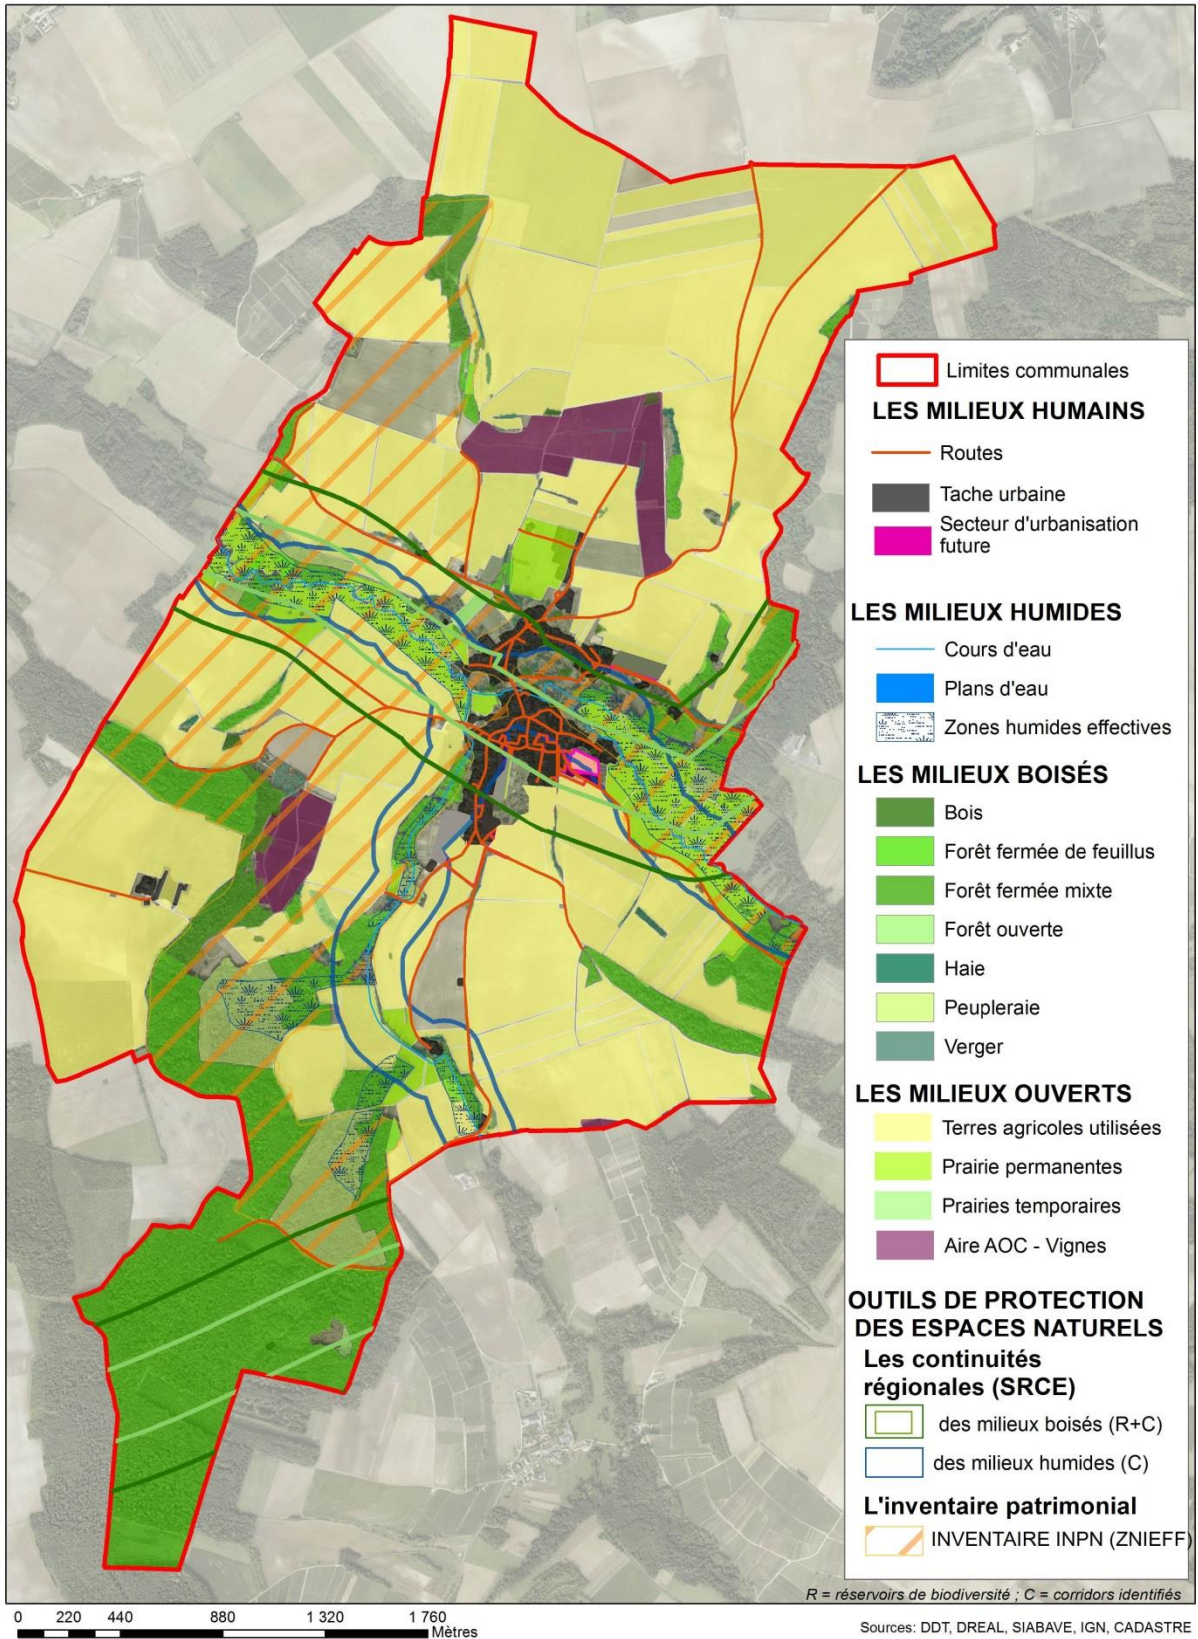 Limites communales
LES MILIEUX HUMAINS
Routes
Tache urbaine
Secteur d'urbanisation
future
LES MILIEUX HUMIDES
Cours d'eau
Plans d'eau
Zones humides effectives
LES MILIEUX BOISÉS
Bois
Forêt fermée de feuillus
Forêt fermée mixte
Forêt ouverte
Haie
Peupleraie
Verger
LES MILIEUX OUVERTS
Terres agricoles utilisées
Prairie permanentes
Prairies temporaires
Aire AOC - Vignes
OUTILS DE PROTECTION
DES ESPACES NATURELS
Les continuités
régionales (SRCE)
des milieux boisés (R+C)
des milieux humides (C)
L'inventaire patrimonial
INVENTAIRE INPN (ZNIEFF)
R = réservoirs de biodiversité ; C = corridors identifiés
0 220 440 880 1 320 1 760
Mètres
Sources: DDT, DREAL, SIABAVE, IGN, CADASTRE